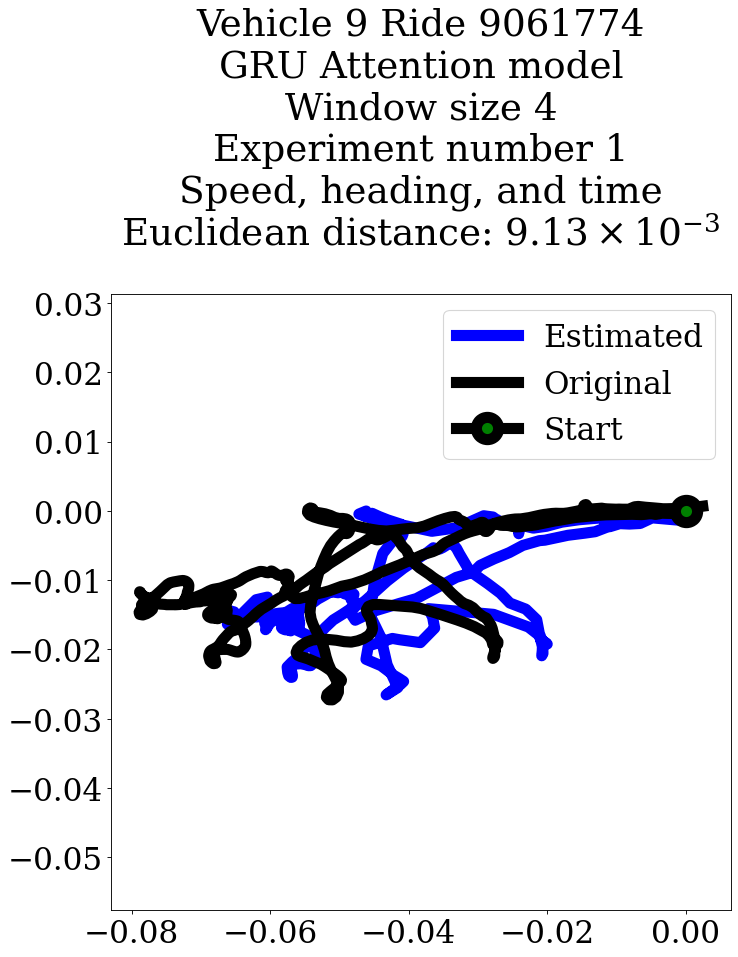 Vehicle 9 Ride 9061774
GRU Attention model
Window size 4
Experiment number 1
Speed, heading, and time
Euclidean distance: 9.13 × 10⁻³
0.03
0.02
0.01
0.00
−0.01
−0.02
−0.03
−0.04
−0.05
Estimated
Original
Start
−0.08 −0.06 −0.04 −0.02 0.00